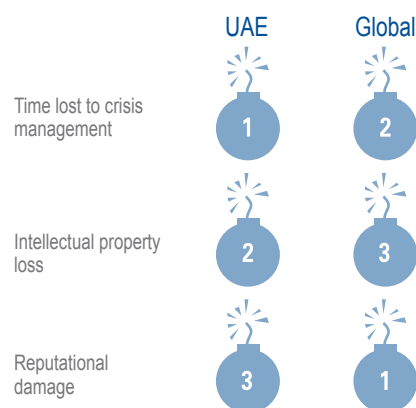 UAE Global
Time lost to crisis
management
1 2
Intellectual property
loss
2 3
Reputational
damage
3 1